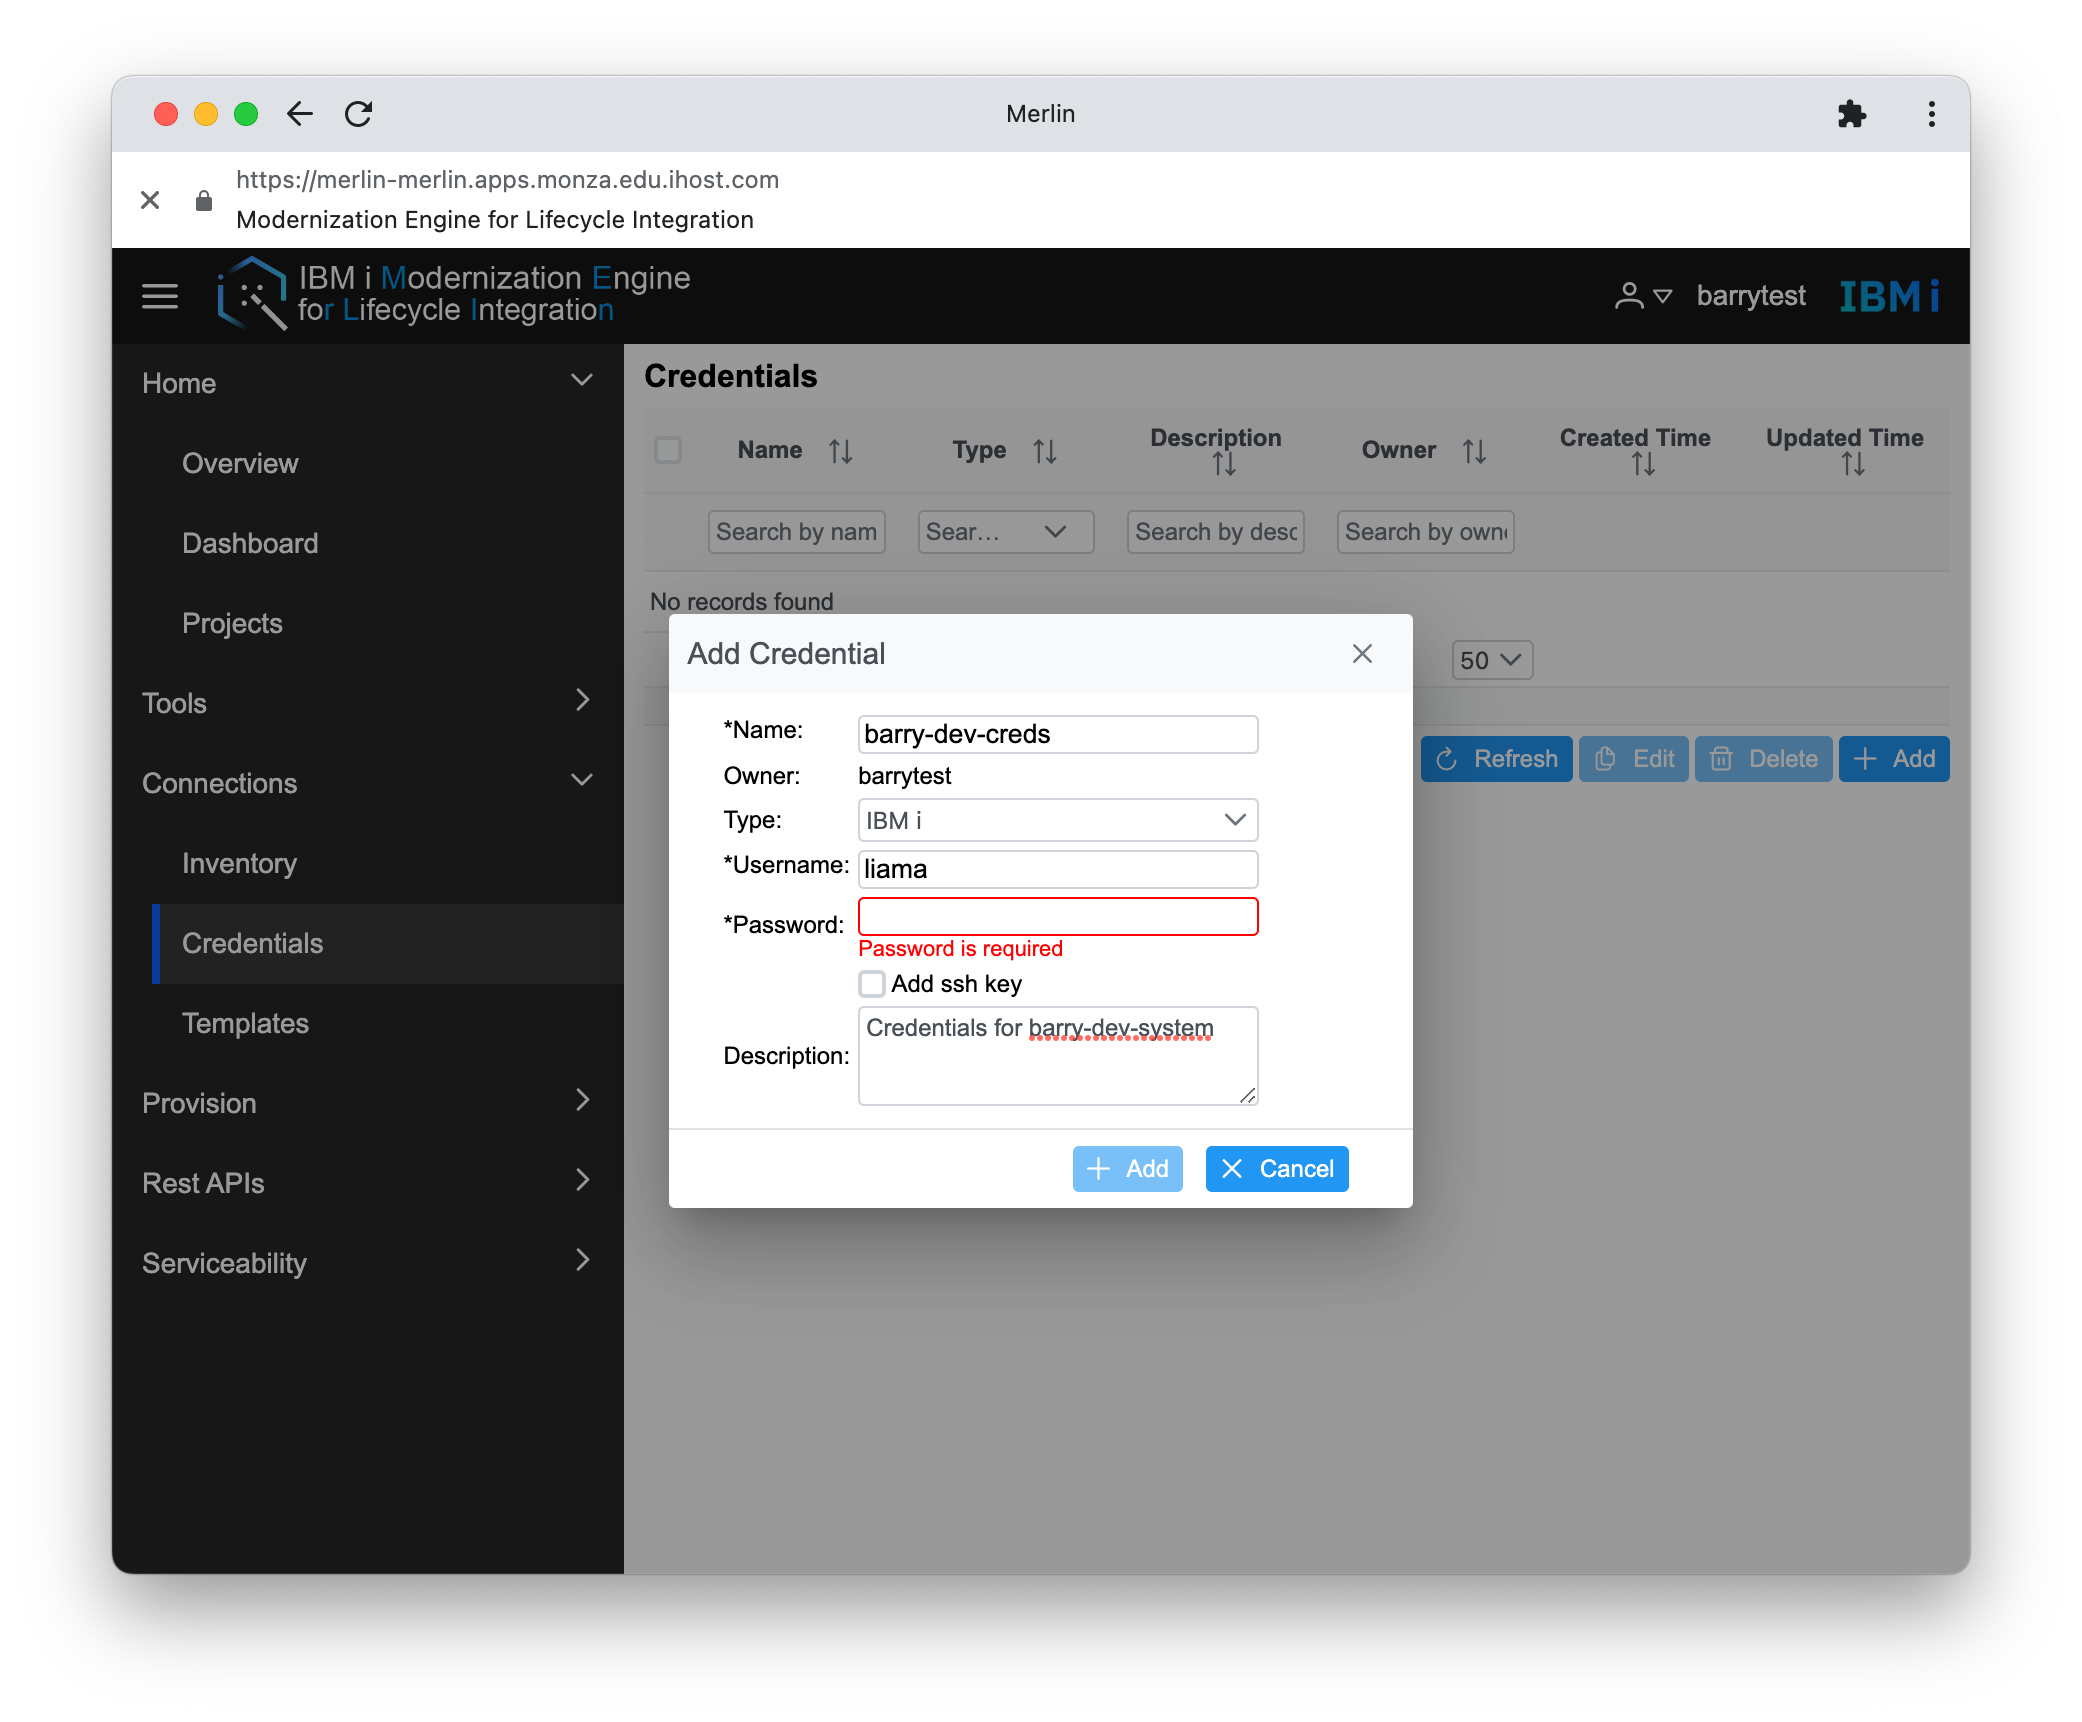 Merlin
https://merlin-merlin.apps.monza.edu.ihost.com
Modernization Engine for Lifecycle Integration
IBM i Modernization Engine
for Lifecycle Integration
barrytest
IBM i
Home
Overview
Dashboard
Projects
Tools
Connections
Inventory
Credentials
Templates
Provision
Rest APIs
Serviceability
Credentials
Name Type Description Owner Created Time Updated Time
Search by nam Sear... Search by desc Search by own
No records found
50
Refresh Edit Delete Add
Add Credential
*Name: barry-dev-creds
Owner: barrytest
Type: IBM i
*Username: liama
*Password:
Password is required
Add ssh key
Description: Credentials for barry-dev-system
Add Cancel